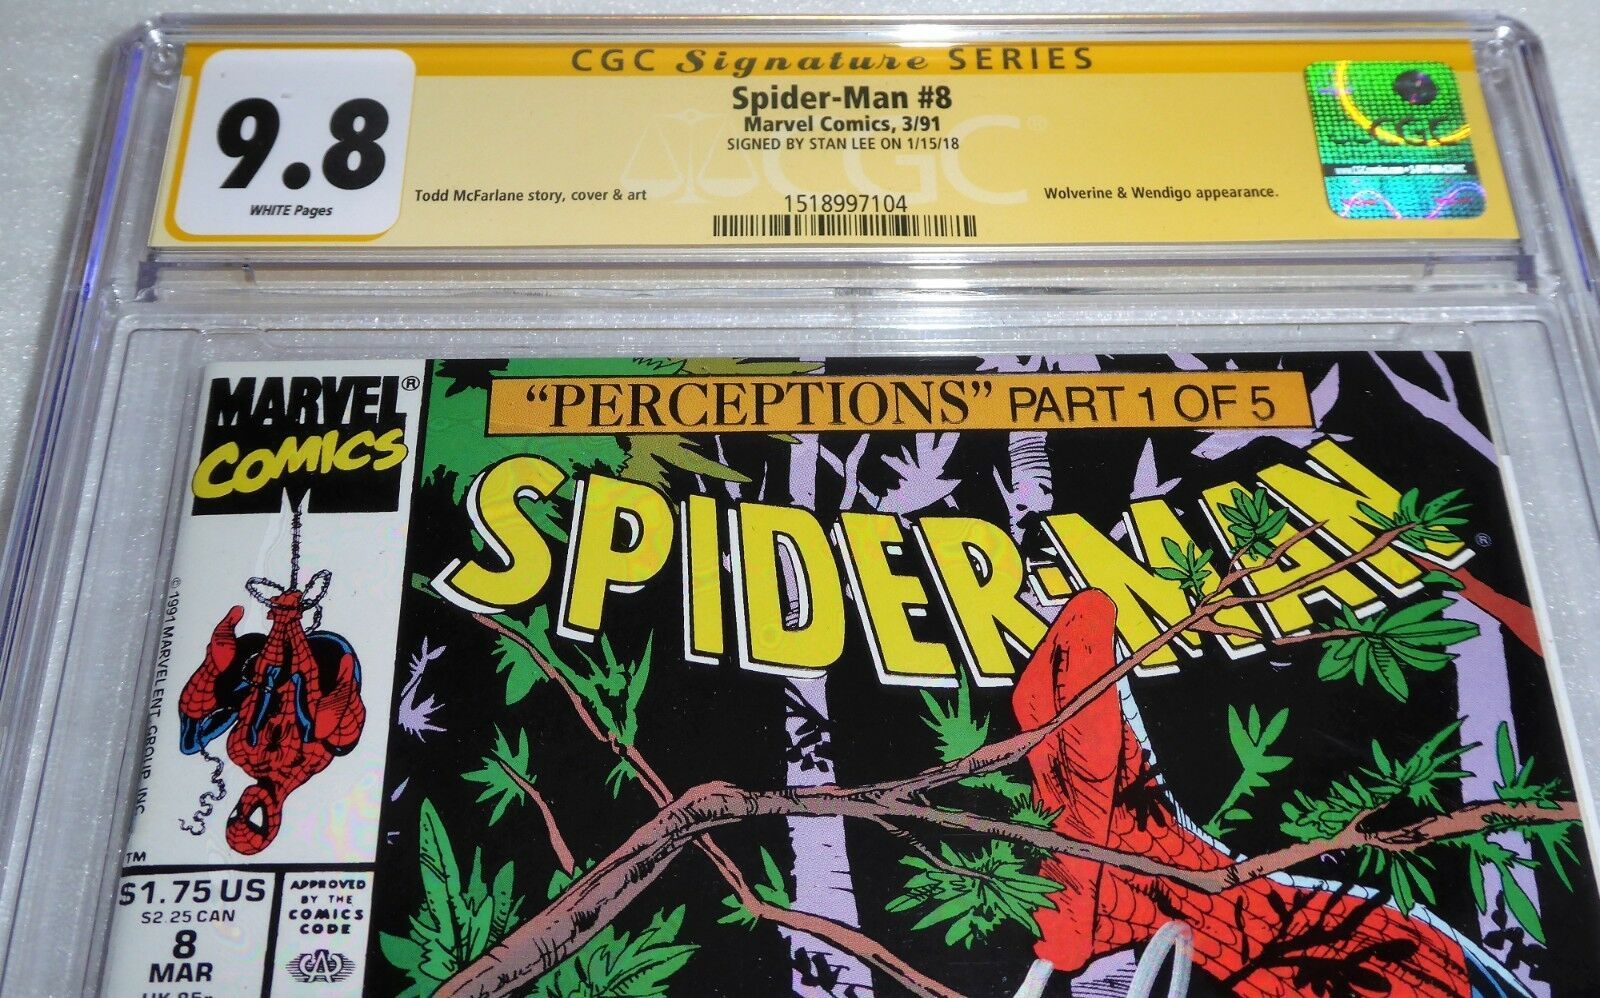 CGC Signature SERIES
9.8
WHITE Pages
Spider-Man #8
Marvel Comics, 3/91
SIGNED BY STAN LEE ON 1/15/18
CGC
Todd McFarlane story, cover & art
1518997104
Wolverine & Wendigo appearance.
CGC
MARVEL®
COMICS
"PERCEPTIONS" PART 1 OF 5
SPIDER-MAN®
© 1991 MARVEL ENT. GROUP, INC.
TM
$1.75 US
$2.25 CAN
8
MAR
APPROVED
BY THE
COMICS
CODE
CAC